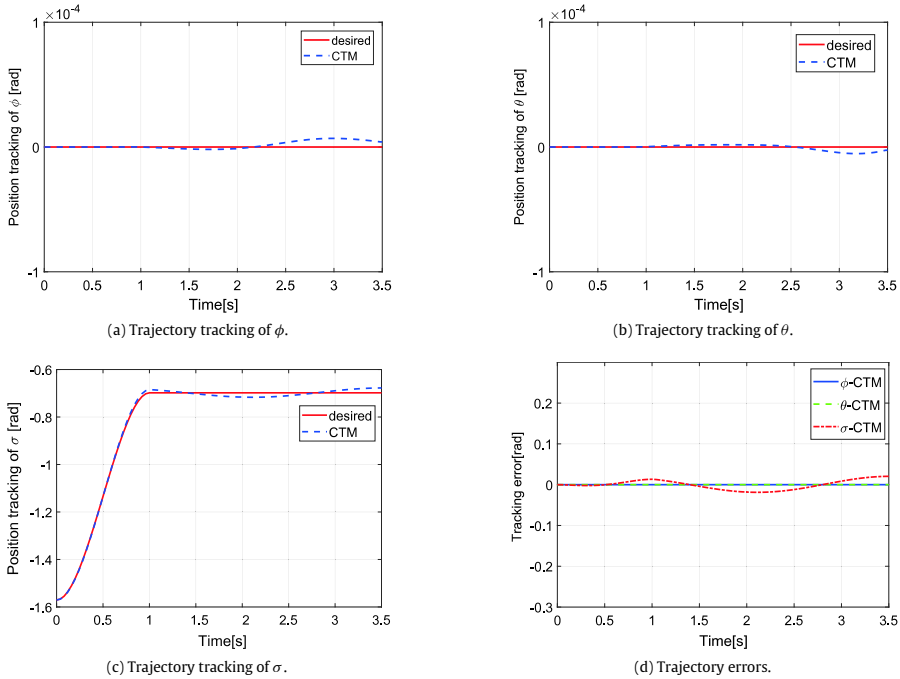 ×10⁻⁴
1
0
-1
Position tracking of ϕ [rad]
desired
CTM
0 0.5 1 1.5 2 2.5 3 3.5
Time[s]
(a) Trajectory tracking of ϕ.
×10⁻⁴
1
0
-1
Position tracking of θ [rad]
desired
CTM
0 0.5 1 1.5 2 2.5 3 3.5
Time[s]
(b) Trajectory tracking of θ.
-0.6
-0.8
-1
-1.2
-1.4
-1.6
Position tracking of σ [rad]
desired
CTM
0 0.5 1 1.5 2 2.5 3 3.5
Time[s]
(c) Trajectory tracking of σ.
0.2
0.1
0
-0.1
-0.2
-0.3
Tracking error[rad]
ϕ-CTM
θ-CTM
σ-CTM
0 0.5 1 1.5 2 2.5 3 3.5
Time[s]
(d) Trajectory errors.